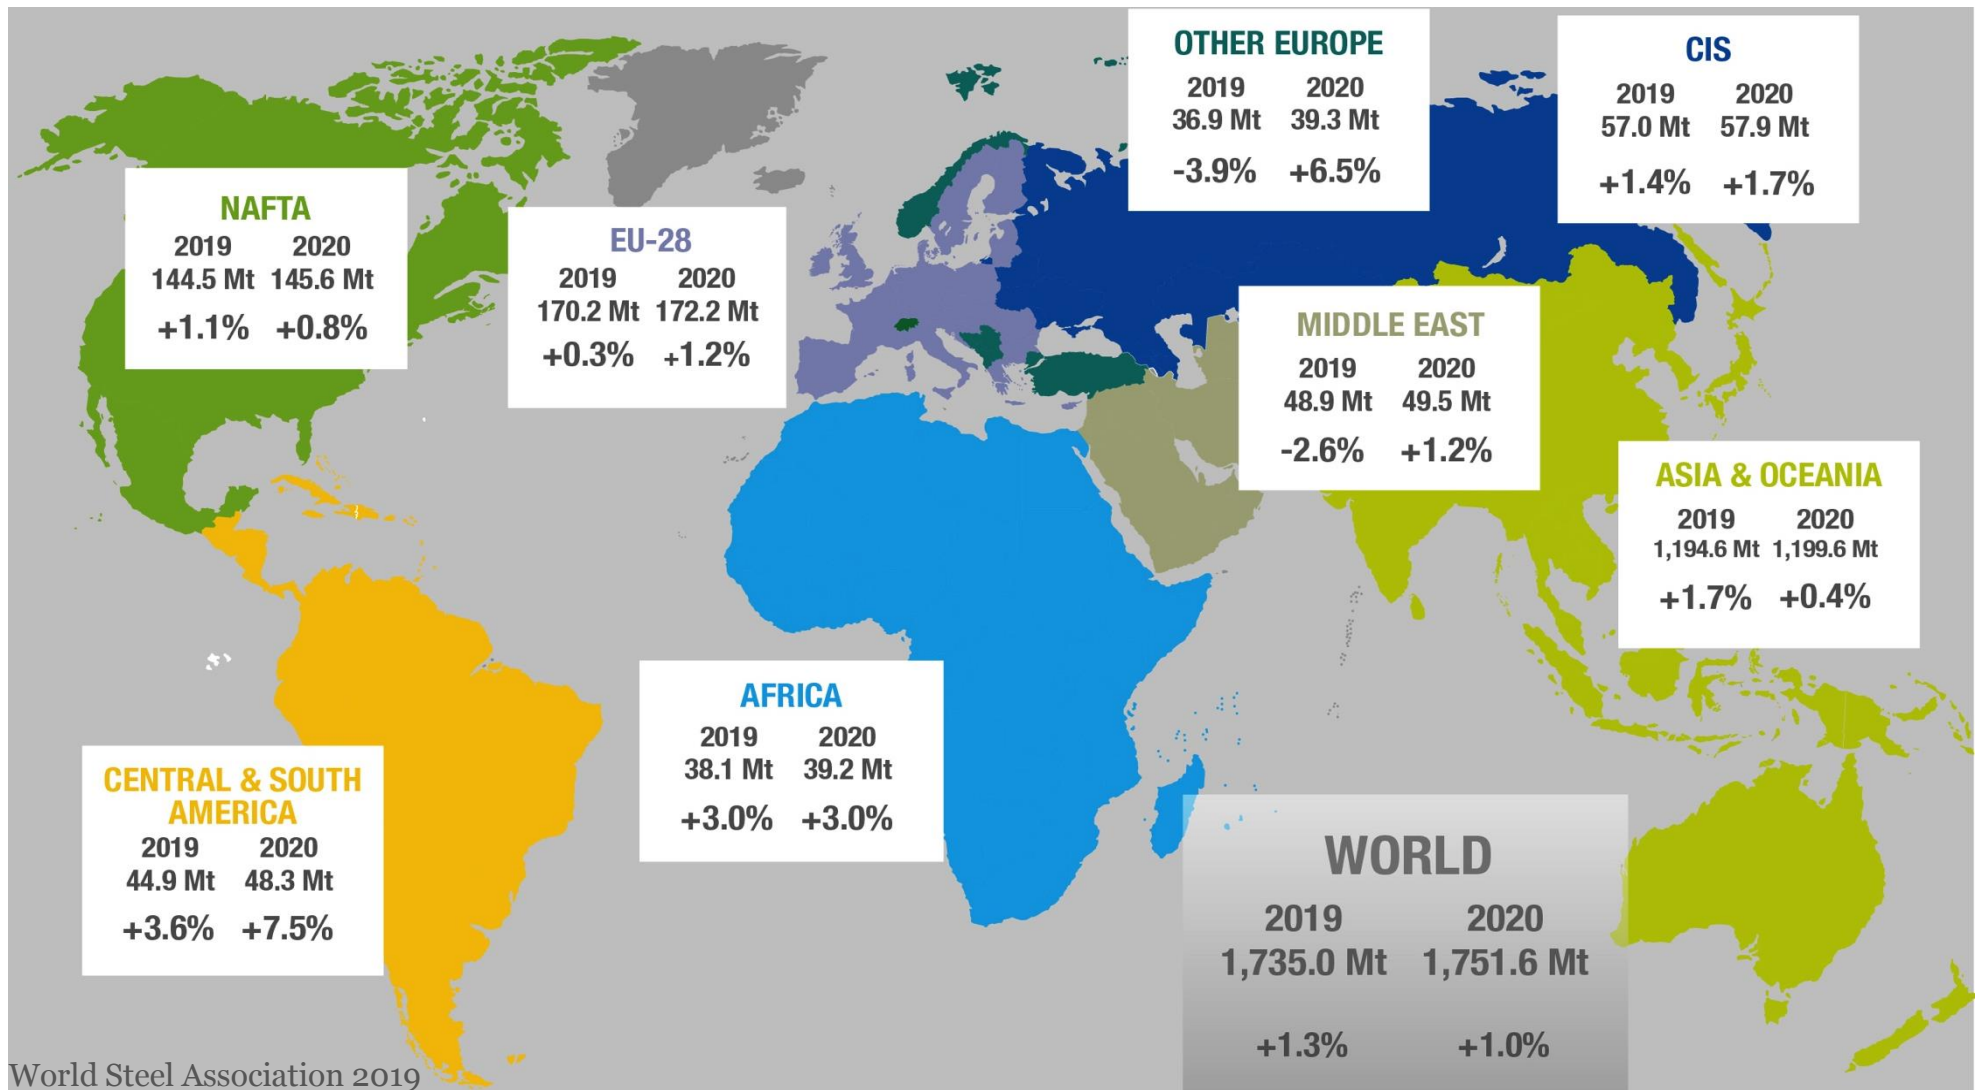 OTHER EUROPE
2019 2020
36.9 Mt 39.3 Mt
-3.9% +6.5%
CIS
2019 2020
57.0 Mt 57.9 Mt
+1.4% +1.7%
NAFTA
2019 2020
144.5 Mt 145.6 Mt
+1.1% +0.8%
EU-28
2019 2020
170.2 Mt 172.2 Mt
+0.3% +1.2%
MIDDLE EAST
2019 2020
48.9 Mt 49.5 Mt
-2.6% +1.2%
ASIA & OCEANIA
2019 2020
1,194.6 Mt 1,199.6 Mt
+1.7% +0.4%
AFRICA
2019 2020
38.1 Mt 39.2 Mt
+3.0% +3.0%
CENTRAL & SOUTH
AMERICA
2019 2020
44.9 Mt 48.3 Mt
+3.6% +7.5%
WORLD
2019 2020
1,735.0 Mt 1,751.6 Mt
+1.3% +1.0%
World Steel Association 2019